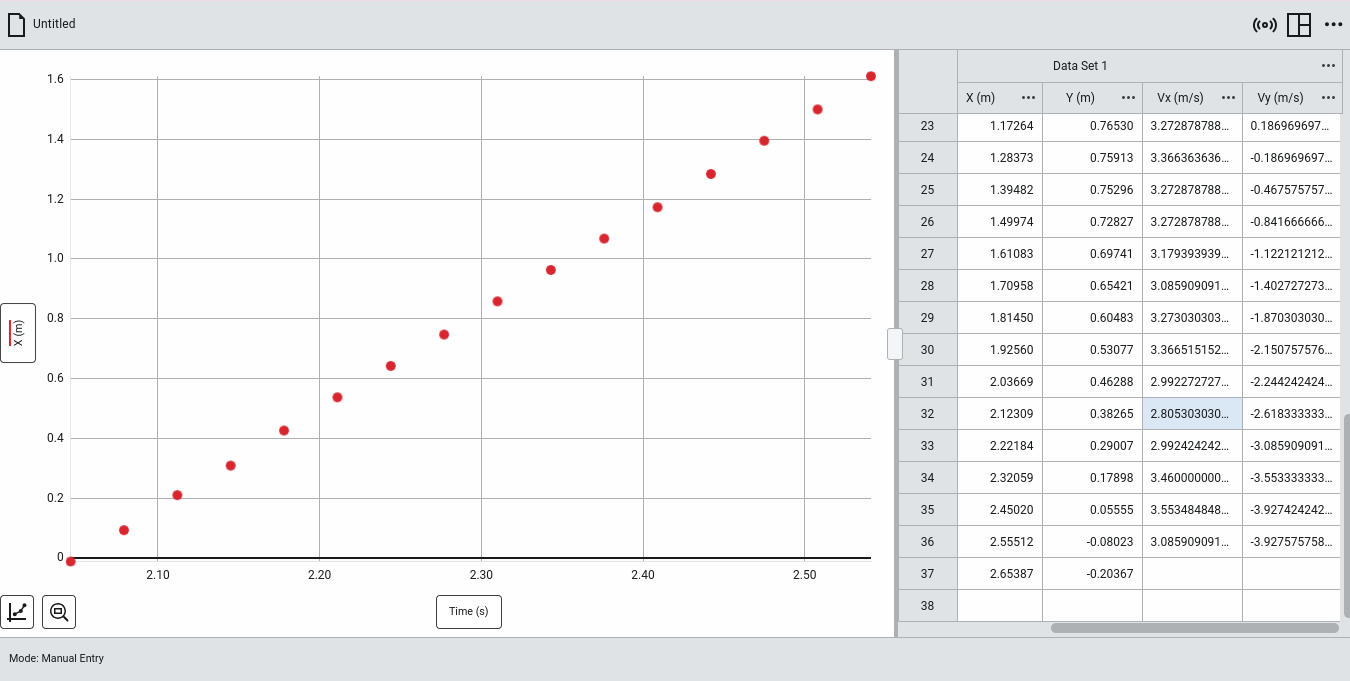 Untitled
1.6
1.4
1.2
1.0
0.8
0.6
0.4
0.2
0
X (m)
2.10 2.20 2.30 2.40 2.50
Time (s)
Data Set 1
X (m) Y (m) Vx (m/s) Vy (m/s)
23 1.17264 0.76530 3.272878788... 0.186969697...
24 1.28373 0.75913 3.366363636... -0.186969697...
25 1.39482 0.75296 3.272878788... -0.467575757...
26 1.49974 0.72827 3.272878788... -0.841666666...
27 1.61083 0.69741 3.179393939... -1.122121212...
28 1.70958 0.65421 3.085909091... -1.402727273...
29 1.81450 0.60483 3.273030303... -1.870303030...
30 1.92560 0.53077 3.366515152... -2.150757576...
31 2.03669 0.46288 2.992272727... -2.244242424...
32 2.12309 0.38265 2.805303030... -2.618333333...
33 2.22184 0.29007 2.992424242... -3.085909091...
34 2.32059 0.17898 3.460000000... -3.553333333...
35 2.45020 0.05555 3.553484848... -3.927424242...
36 2.55512 -0.08023 3.085909091... -3.927575758...
37 2.65387 -0.20367
38
Mode: Manual Entry